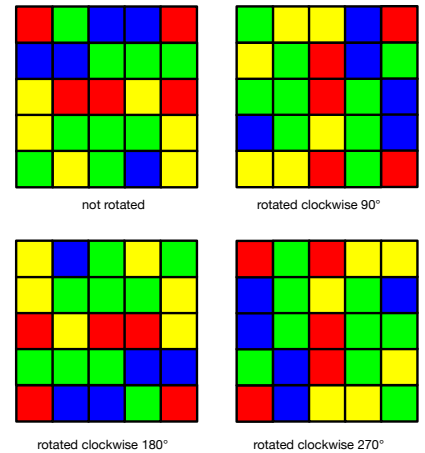 not rotated
rotated clockwise 90°
rotated clockwise 180°
rotated clockwise 270°